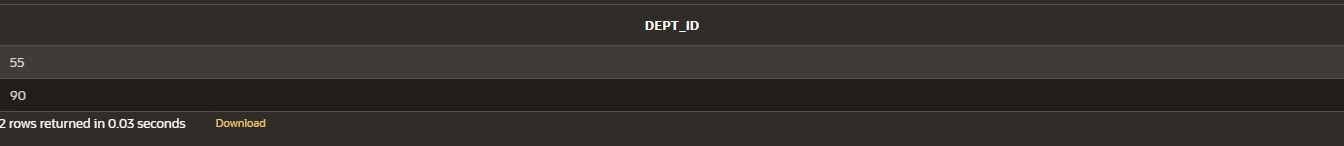 DEPT_ID
55
90
2 rows returned in 0.03 seconds Download